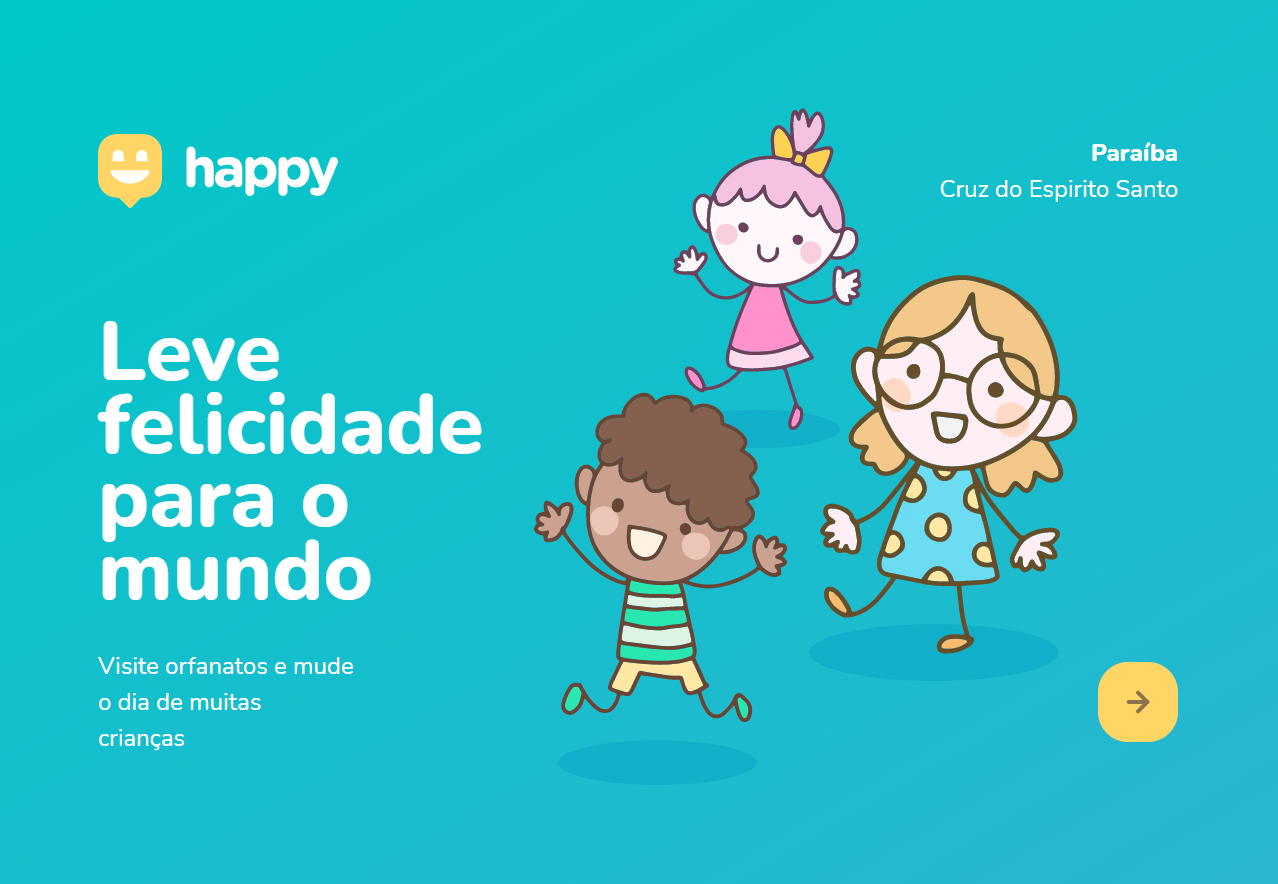 happy
Paraíba
Cruz do Espirito Santo
Leve
felicidade
para o
mundo
Visite orfanatos e mude
o dia de muitas
crianças